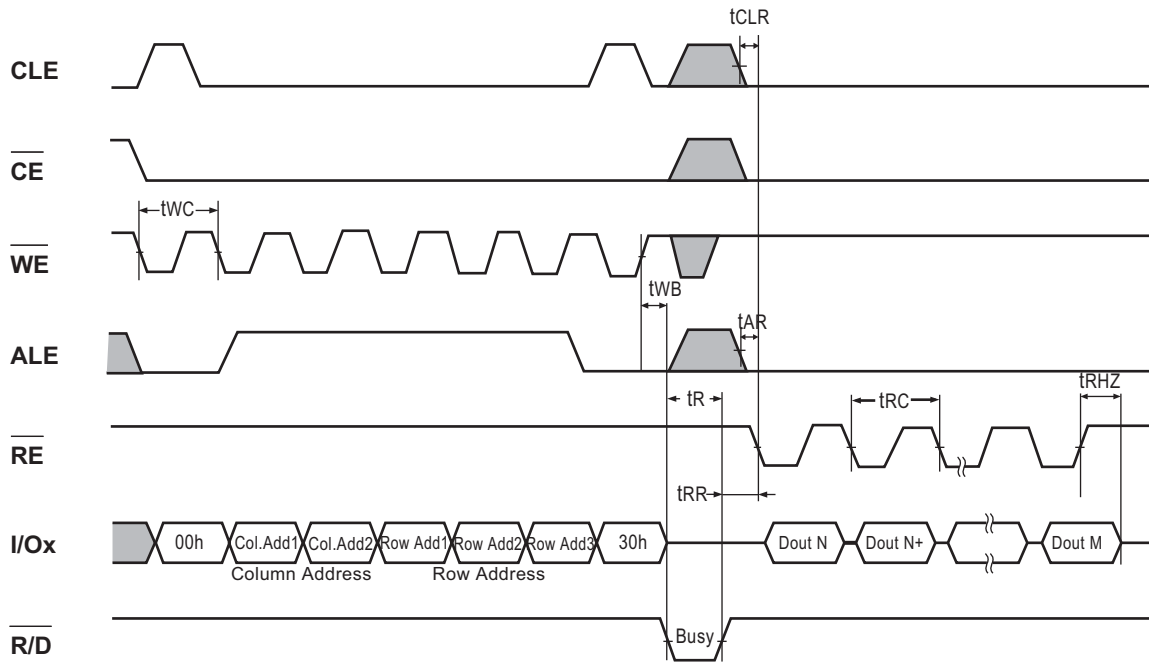 tCLR
CLE
CE
tWC
WE
tWB
tAR
ALE
tR
tRC
tRHZ
RE
tRR
I/Ox
00h Col.Add1 Col.Add2 Row Add1 Row Add2 Row Add3 30h Dout N Dout N+ Dout M
Column Address Row Address
R/D
Busy